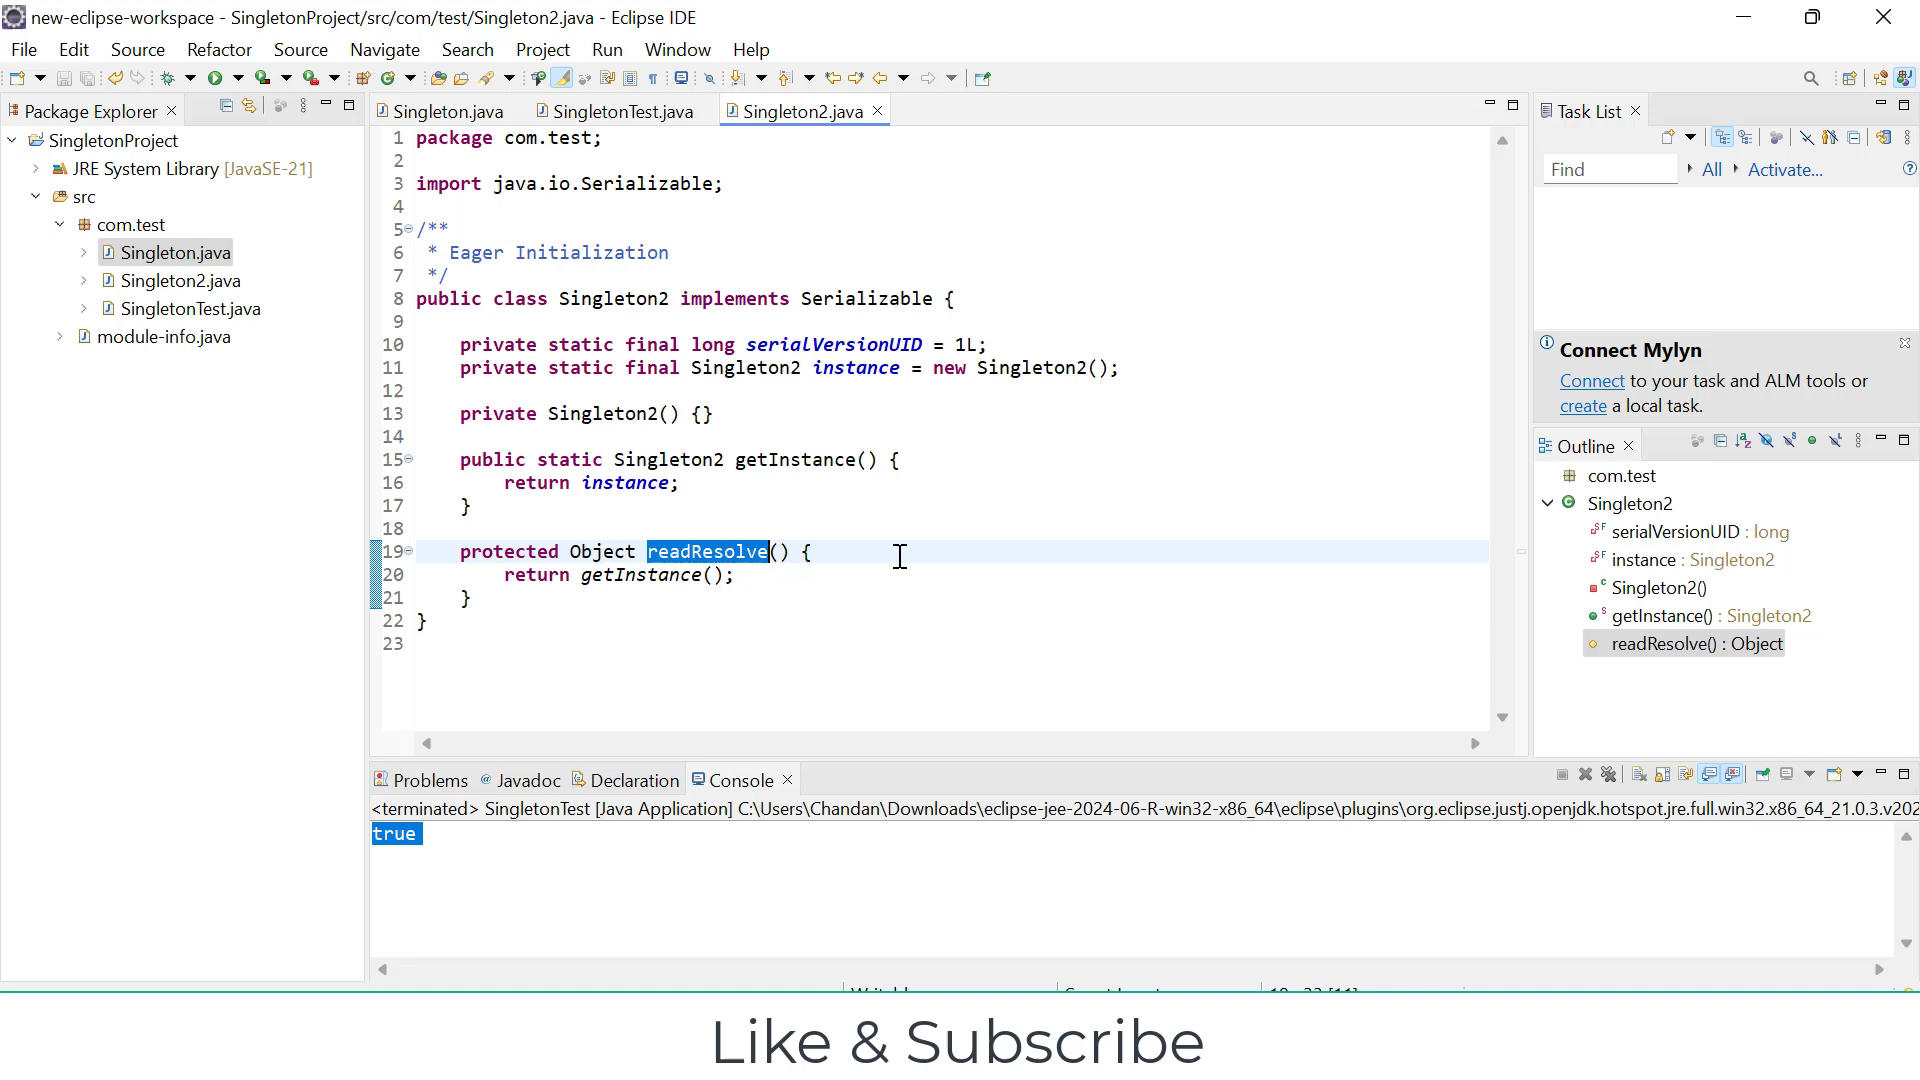 new-eclipse-workspace - SingletonProject/src/com/test/Singleton2.java - Eclipse IDE
File Edit Source Refactor Source Navigate Search Project Run Window Help
Package Explorer
SingletonProject
JRE System Library [JavaSE-21]
src
com.test
Singleton.java
Singleton2.java
SingletonTest.java
module-info.java
Singleton.java SingletonTest.java Singleton2.java
1 package com.test;
2
3 import java.io.Serializable;
4
5 /**
6 * Eager Initialization
7 */
8 public class Singleton2 implements Serializable {
9
10 private static final long serialVersionUID = 1L;
11 private static final Singleton2 instance = new Singleton2();
12
13 private Singleton2() {}
14
15 public static Singleton2 getInstance() {
16 return instance;
17 }
18
19 protected Object readResolve() {
20 return getInstance();
21 }
22 }
23
Task List
Find All Activate...
Connect Mylyn
Connect to your task and ALM tools or
create a local task.
Outline
com.test
Singleton2
serialVersionUID : long
instance : Singleton2
Singleton2()
getInstance() : Singleton2
readResolve() : Object
Problems Javadoc Declaration Console
<terminated> SingletonTest [Java Application] C:\Users\Chandan\Downloads\eclipse-jee-2024-06-R-win32-x86_64\eclipse\plugins\org.eclipse.justj.openjdk.hotspot.jre.full.win32.x86_64_21.0.3.v202
true
Like & Subscribe